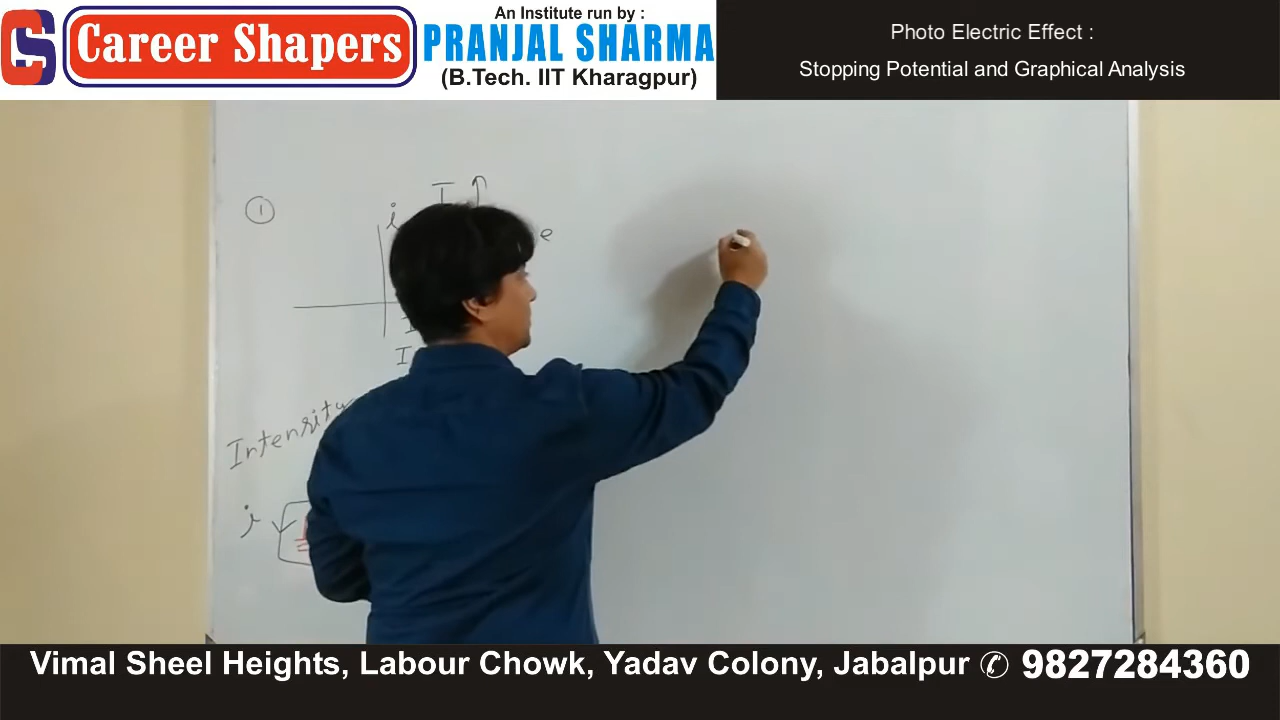 CS
Career Shapers
An Institute run by :
PRANJAL SHARMA
(B.Tech. IIT Kharagpur)
Photo Electric Effect :
Stopping Potential and Graphical Analysis
①
I ↑
i
e
I
I
Intensity
i
Vimal Sheel Heights, Labour Chowk, Yadav Colony, Jabalpur ✆ 9827284360